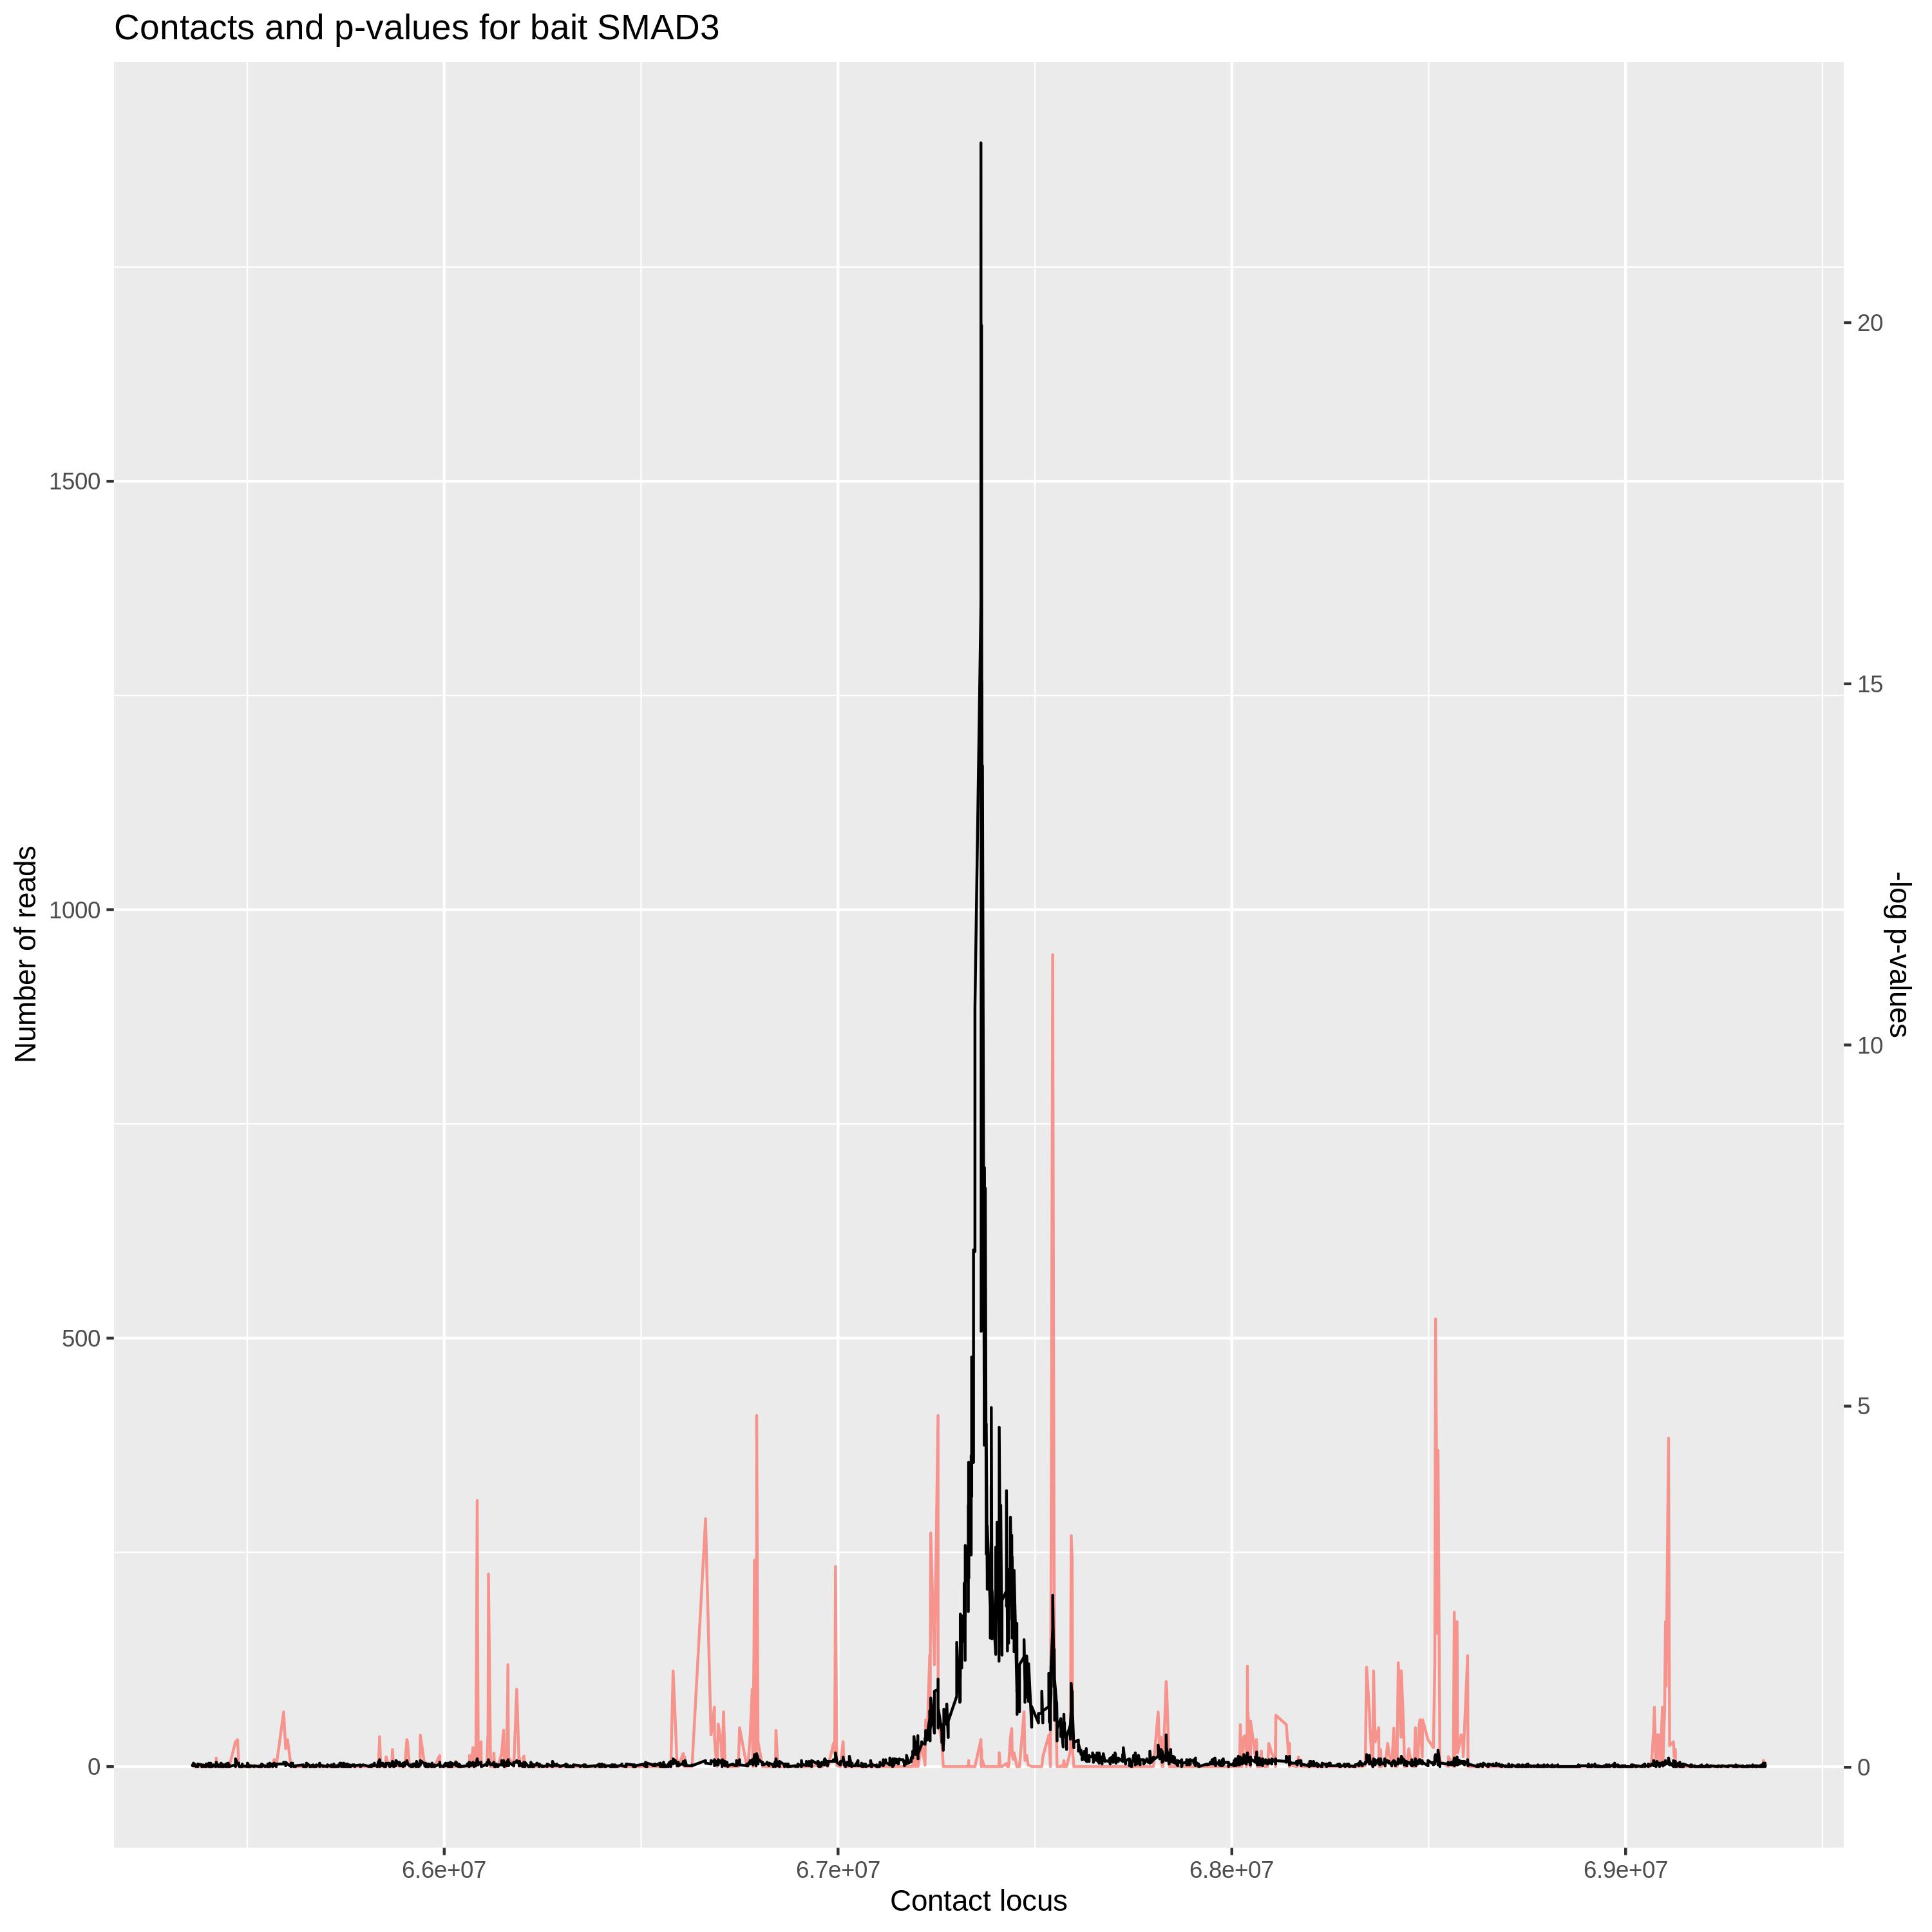 Contacts and p-values for bait SMAD3
1500
1000
500
0
Number of reads
20
15
10
5
0
-log p-values
6.6e+07
6.7e+07
6.8e+07
6.9e+07
Contact locus